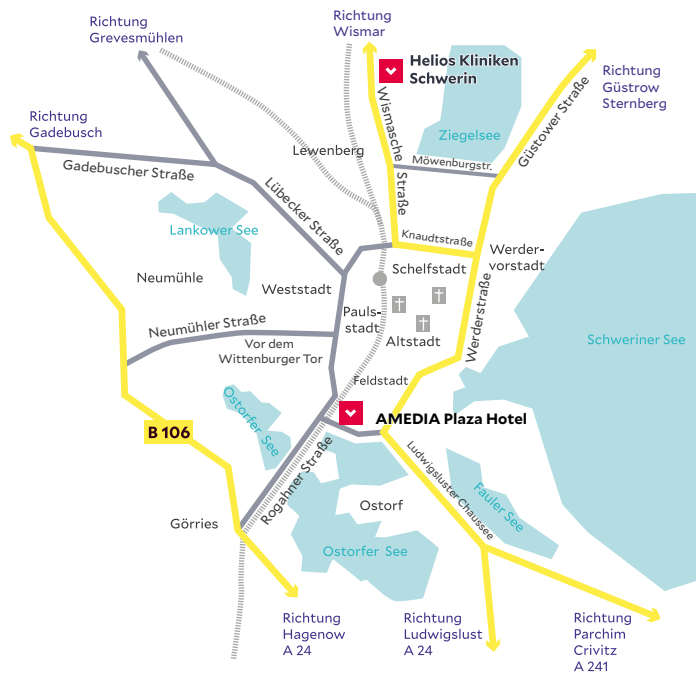 Richtung
Grevesmühlen
Richtung
Wismar
Helios Kliniken
Schwerin
Richtung
Güstrow
Sternberg
Richtung
Gadebusch
Ziegelsee
Wismasche Straße
Güstower Straße
Lewenberg
Möwenburgstr.
Gadebuscher Straße
Lübecker Straße
Lankower See
Knaudtstraße
Werder-
vorstadt
Schelfstadt
Neumühle
Weststadt
Werderstraße
Pauls-
stadt
Neumühler Straße
Altstadt
Schweriner See
Vor dem
Wittenburger Tor
Feldstadt
Ostorfer See
AMEDIA Plaza Hotel
B 106
Rogahner Straße
Ludwigsluster Chaussee
Fauler See
Ostorf
Görries
Ostorfer See
Richtung
Hagenow
A 24
Richtung
Ludwigslust
A 24
Richtung
Parchim
Crivitz
A 241